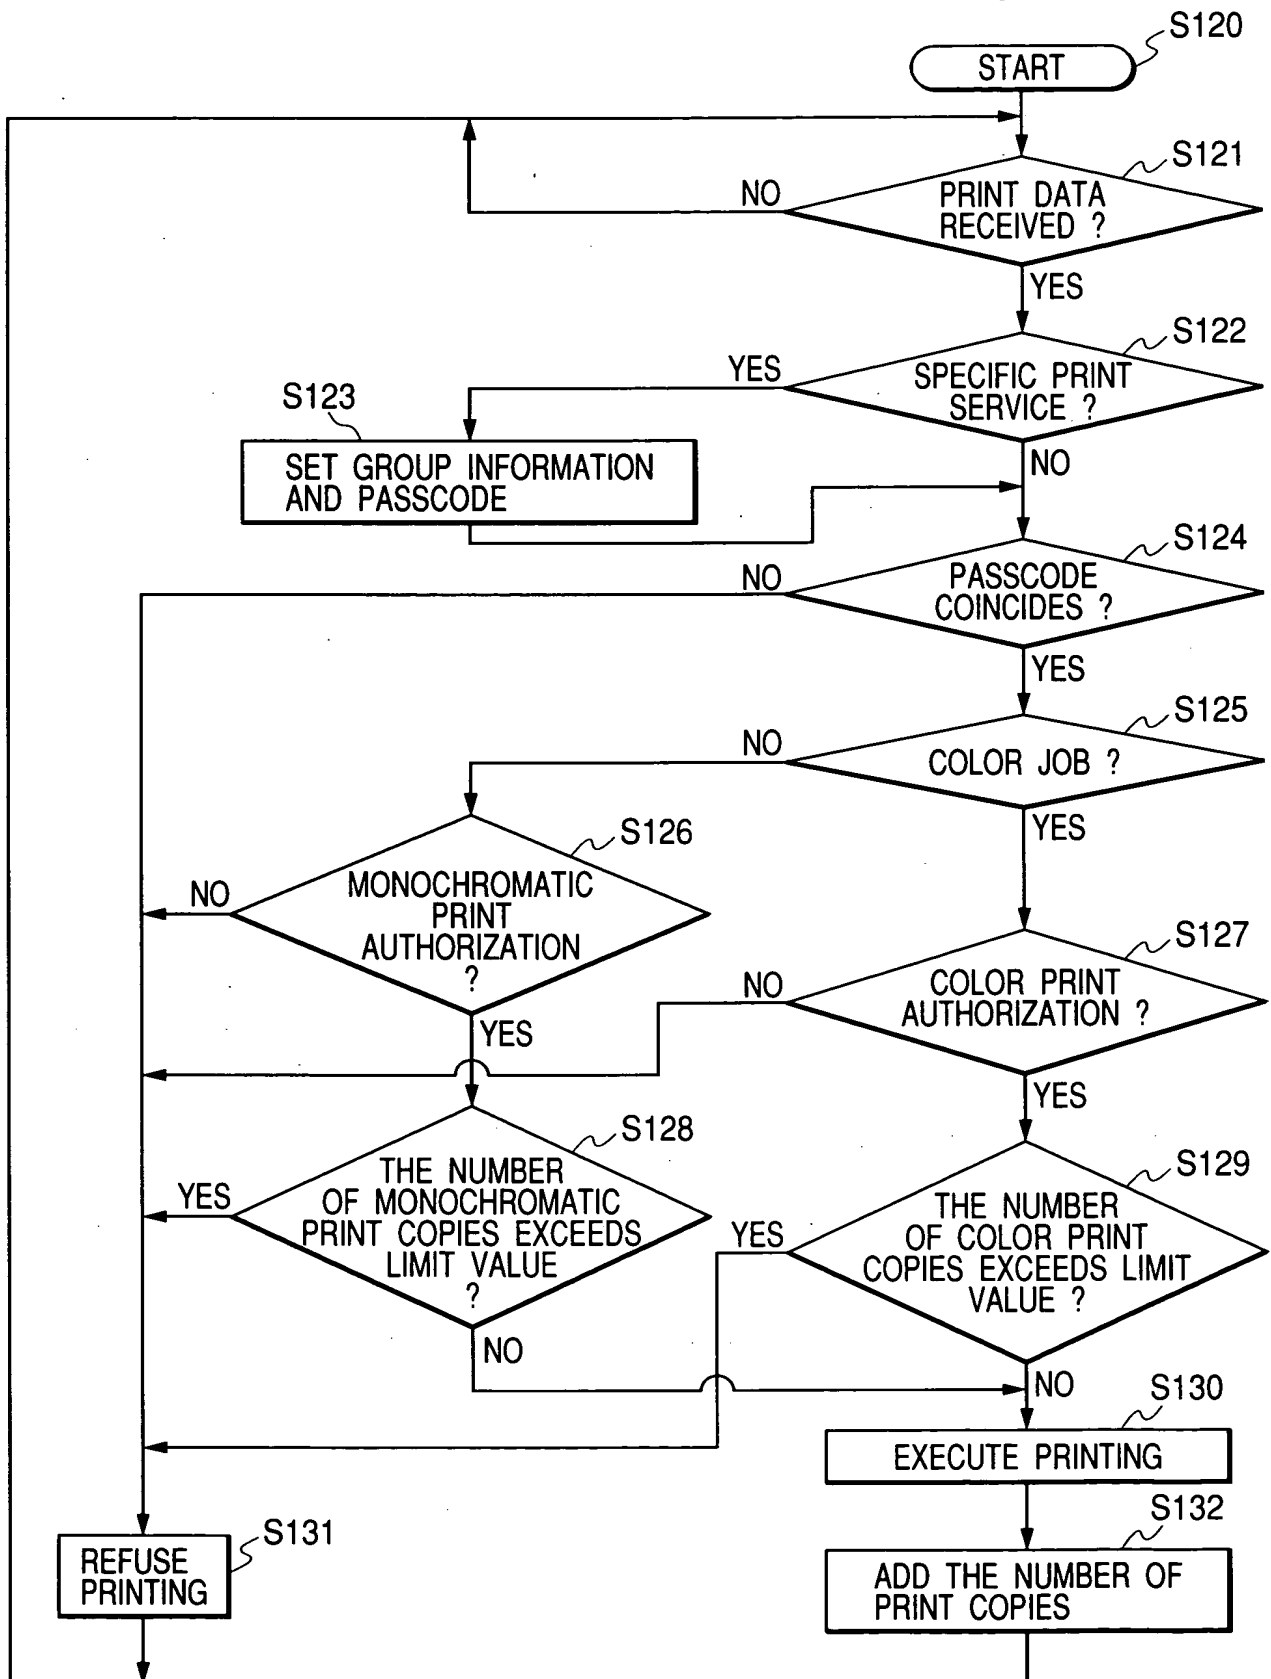 S120
START
S121
PRINT DATA
RECEIVED ?
NO
YES
S122
SPECIFIC PRINT
SERVICE ?
YES
NO
S123
SET GROUP INFORMATION
AND PASSCODE
S124
PASSCODE
COINCIDES ?
NO
YES
S125
COLOR JOB ?
NO
YES
S126
MONOCHROMATIC
PRINT
AUTHORIZATION
?
NO
YES
S127
COLOR PRINT
AUTHORIZATION ?
NO
YES
S128
THE NUMBER
OF MONOCHROMATIC
PRINT COPIES EXCEEDS
LIMIT VALUE
?
YES
NO
S129
THE NUMBER
OF COLOR PRINT
COPIES EXCEEDS LIMIT
VALUE ?
YES
NO
S130
EXECUTE PRINTING
S131
REFUSE
PRINTING
S132
ADD THE NUMBER OF
PRINT COPIES